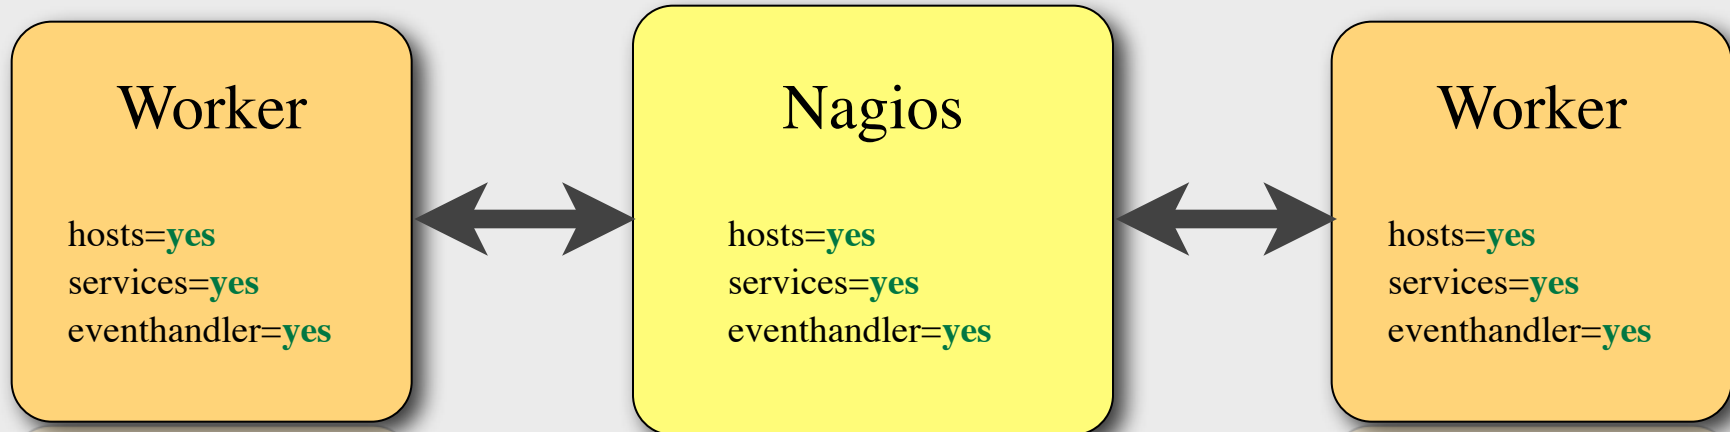 Worker
hosts=yes
services=yes
eventhandler=yes
Nagios
hosts=yes
services=yes
eventhandler=yes
Worker
hosts=yes
services=yes
eventhandler=yes